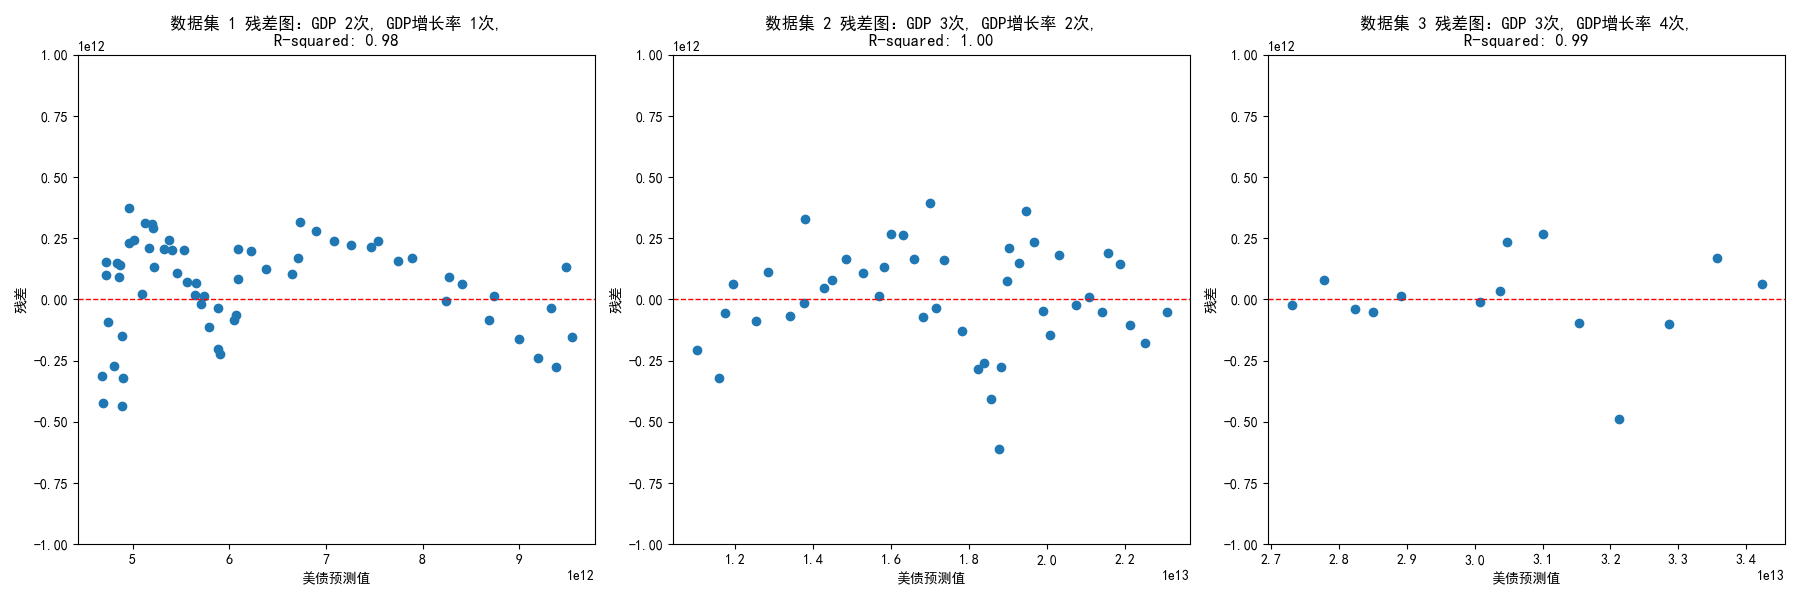 数据集 1 残差图：GDP 2次, GDP增长率 1次,
R-squared: 0.98
1e12
1.00
0.75
0.50
0.25
0.00
-0.25
-0.50
-0.75
-1.00
残差
5 6 7 8 9
1e12
美债预测值
数据集 2 残差图：GDP 3次, GDP增长率 2次,
R-squared: 1.00
1e12
1.00
0.75
0.50
0.25
0.00
-0.25
-0.50
-0.75
-1.00
残差
1.2 1.4 1.6 1.8 2.0 2.2
1e13
美债预测值
数据集 3 残差图：GDP 3次, GDP增长率 4次,
R-squared: 0.99
1e12
1.00
0.75
0.50
0.25
0.00
-0.25
-0.50
-0.75
-1.00
残差
2.7 2.8 2.9 3.0 3.1 3.2 3.3 3.4
1e13
美债预测值